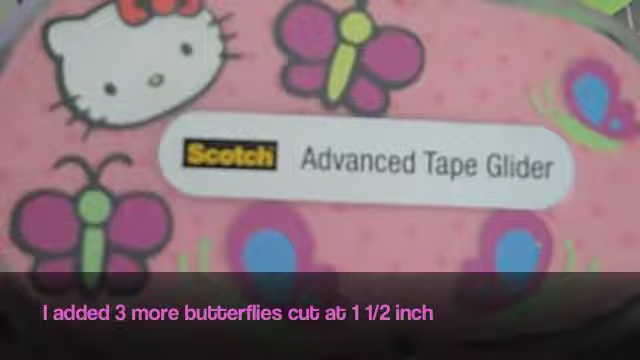 Scotch Advanced Tape Glider
I added 3 more butterflies cut at 1 1/2 inch